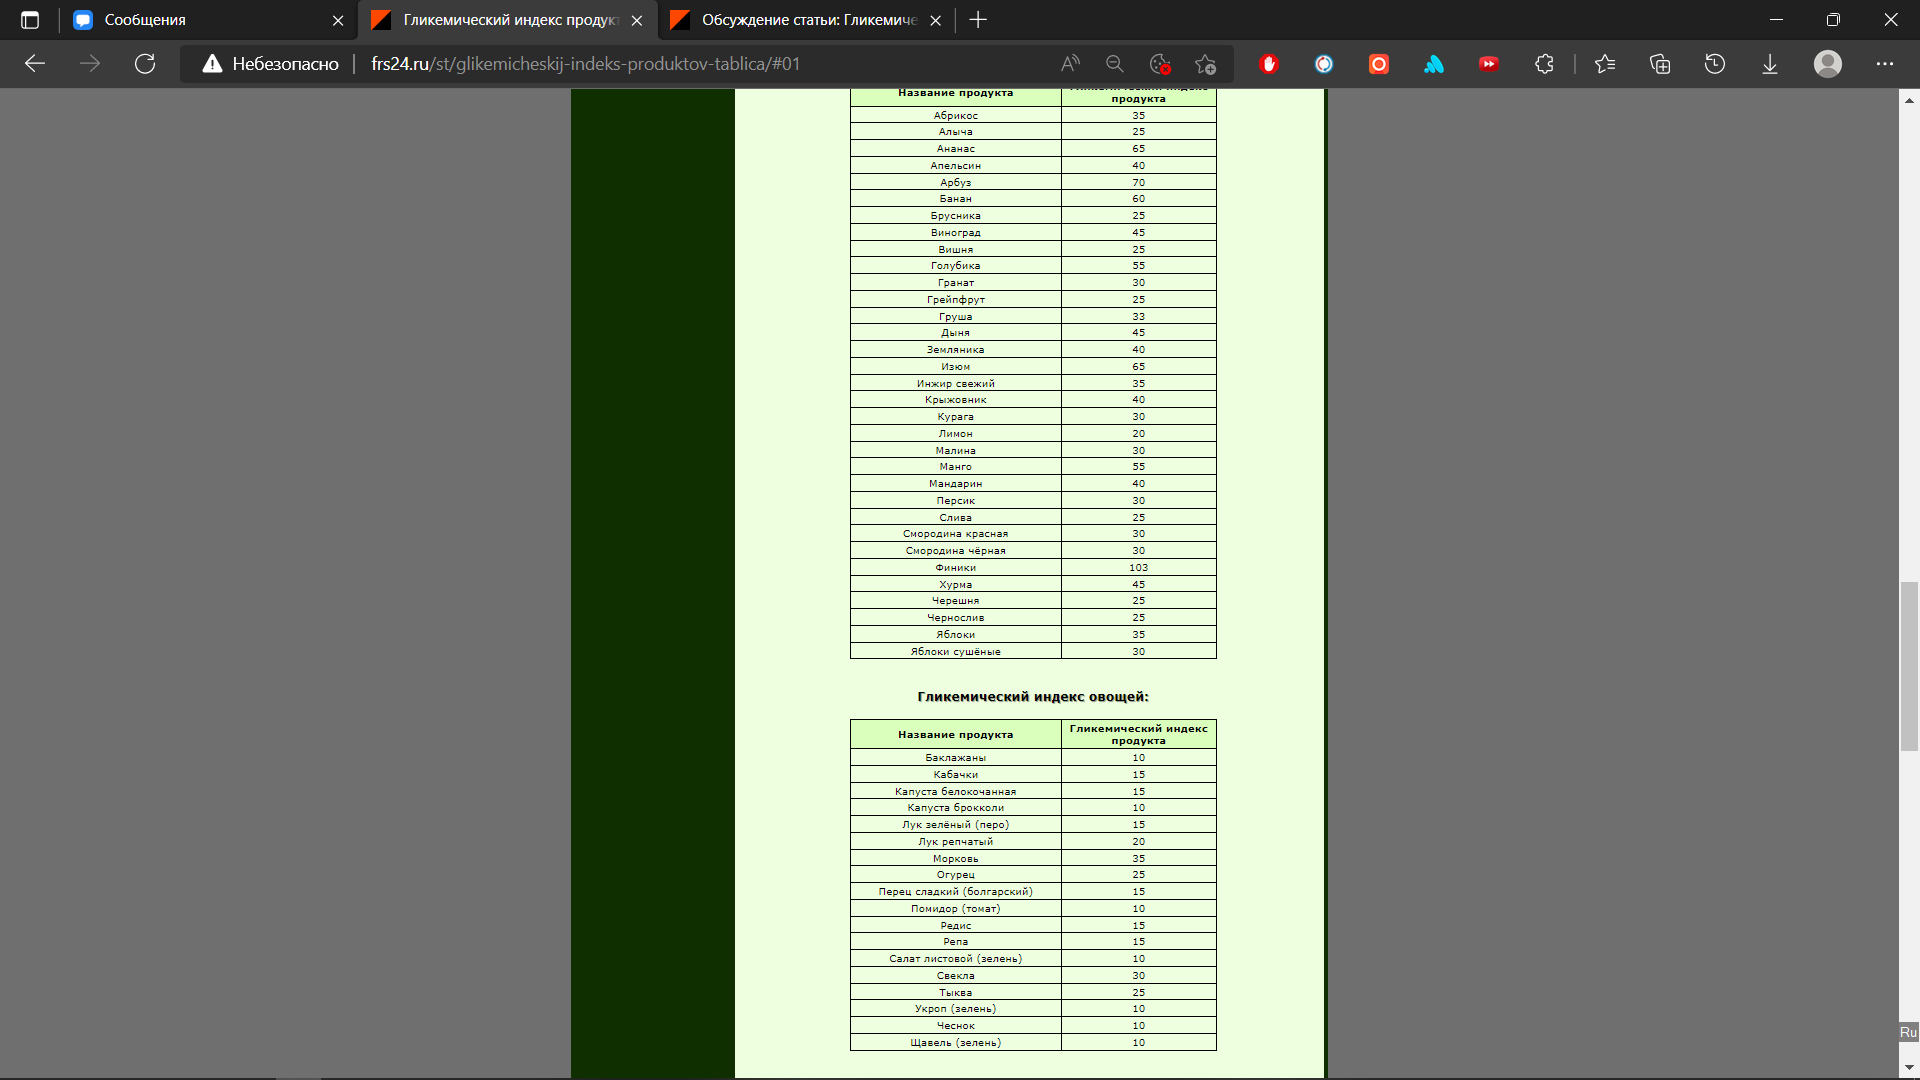 Сообщения
Гликемический индекс продукт
Обсуждение статьи: Гликемиче
Небезопасно
frs24.ru/st/glikemicheskij-indeks-produktov-tablica/#01
Название продукта
продукта
Абрикос 35
Алыча 25
Ананас 65
Апельсин 40
Арбуз 70
Банан 60
Брусника 25
Виноград 45
Вишня 25
Голубика 55
Гранат 30
Грейпфрут 25
Груша 33
Дыня 45
Земляника 40
Изюм 65
Инжир свежий 35
Крыжовник 40
Курага 30
Лимон 20
Малина 30
Манго 55
Мандарин 40
Персик 30
Слива 25
Смородина красная 30
Смородина чёрная 30
Финики 103
Хурма 45
Черешня 25
Чернослив 25
Яблоки 35
Яблоки сушёные 30
Гликемический индекс овощей:
Название продукта
Гликемический индекс
продукта
Баклажаны 10
Кабачки 15
Капуста белокочанная 15
Капуста брокколи 10
Лук зелёный (перо) 15
Лук репчатый 20
Морковь 35
Огурец 25
Перец сладкий (болгарский) 15
Помидор (томат) 10
Редис 15
Репа 15
Салат листовой (зелень) 10
Свекла 30
Тыква 25
Укроп (зелень) 10
Чеснок 10
Щавель (зелень) 10
Ru